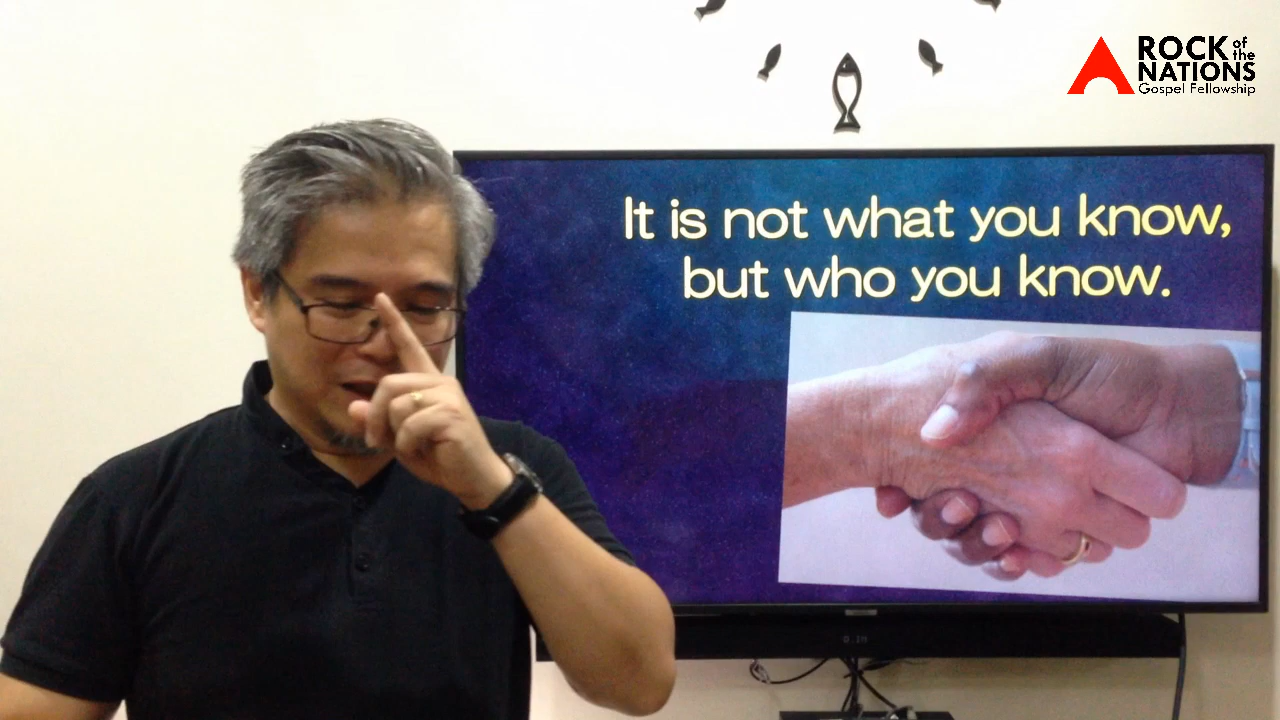 ROCK of the
NATIONS
Gospel Fellowship
It is not what you know,
but who you know.